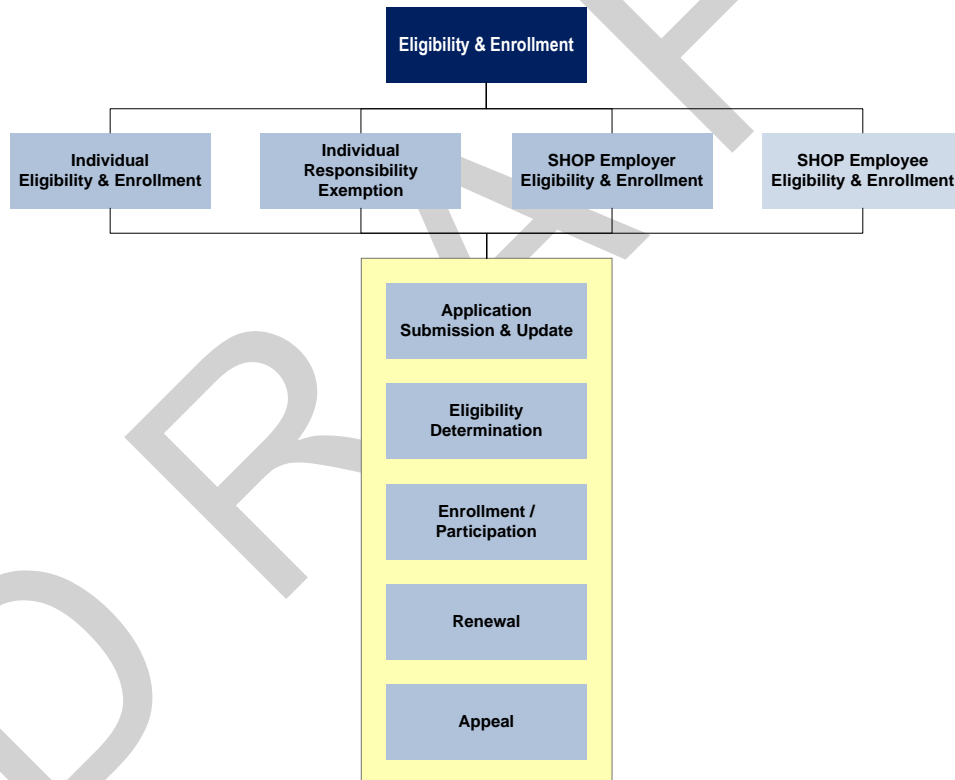 Eligibility & Enrollment
Individual
Eligibility & Enrollment
Individual
Responsibility
Exemption
SHOP Employer
Eligibility & Enrollment
SHOP Employee
Eligibility & Enrollment
Application
Submission & Update
Eligibility
Determination
Enrollment /
Participation
Renewal
Appeal
DRAF